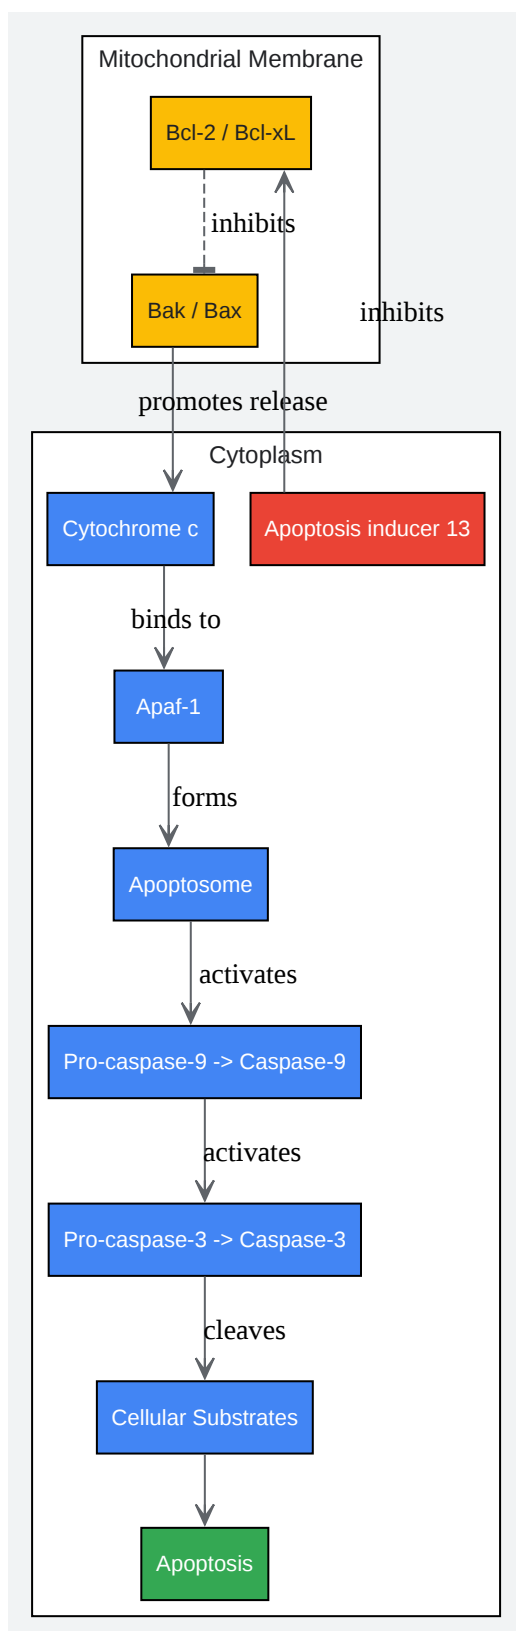 Mitochondrial Membrane
Bcl-2 / Bcl-xL
inhibits
Bak / Bax
inhibits
promotes release
Cytoplasm
Cytochrome c
Apoptosis inducer 13
binds to
Apaf-1
forms
Apoptosome
activates
Pro-caspase-9 -> Caspase-9
activates
Pro-caspase-3 -> Caspase-3
cleaves
Cellular Substrates
Apoptosis